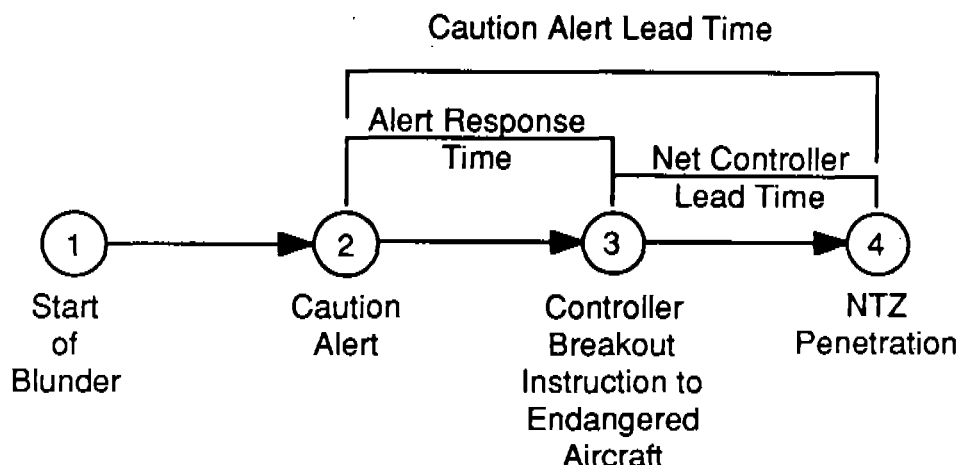 Caution Alert Lead Time
Alert Response
Time
Net Controller
Lead Time
1
2
3
4
Start
of
Blunder
Caution
Alert
Controller
Breakout
Instruction to
Endangered
Aircraft
NTZ
Penetration